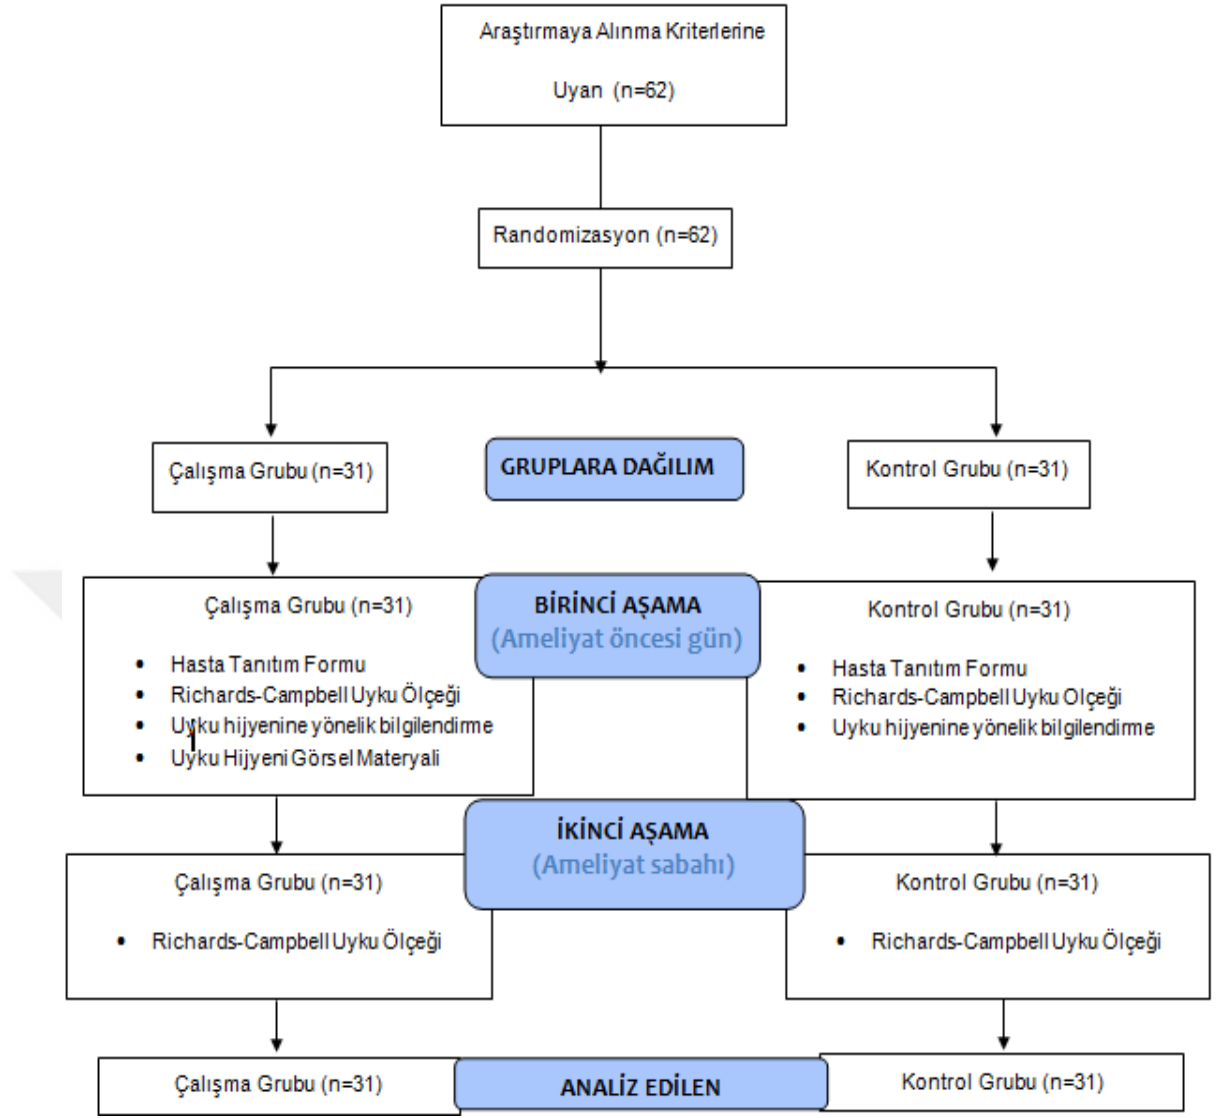 Araştırmaya Alınma Kriterlerine
Uyan (n=62)
Randomizasyon (n=62)
Çalışma Grubu (n=31)
GRUPLARA DAĞILIM
Kontrol Grubu (n=31)
Çalışma Grubu (n=31)
• Hasta Tanıtım Formu
• Richards-Campbell Uyku Ölçeği
• Uyku hijyenine yönelik bilgilendirme
• Uyku Hijyeni Görsel Materyali
BİRİNCİ AŞAMA
(Ameliyat öncesi gün)
Kontrol Grubu (n=31)
• Hasta Tanıtım Formu
• Richards-Campbell Uyku Olçeği
• Uyku hijyenine yönelik bilgilendirme
İKİNCİ AŞAMA
(Ameliyat sabahı)
Çalışma Grubu (n=31)
• Richards-Campbell Uyku Ölçeği
Kontrol Grubu (n=31)
• Richards-Campbell Uyku Ölçeği
Çalışma Grubu (n=31)
ANALİZ EDİLEN
Kontrol Grubu (n=31)